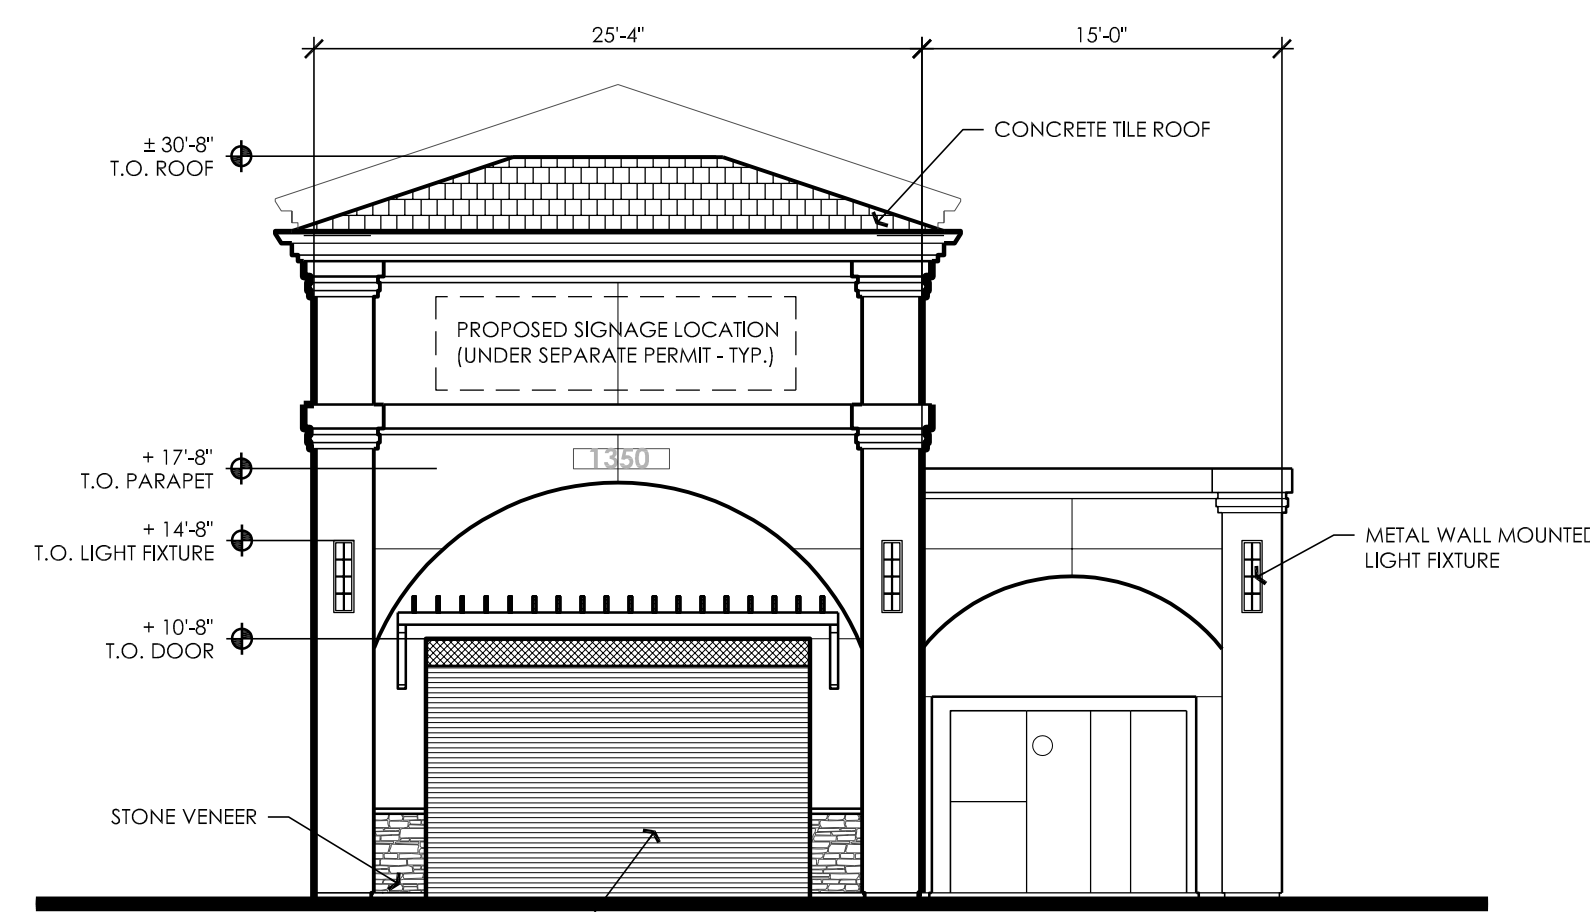 25'-4"
15'-0"
± 30'-8"
T.O. ROOF
CONCRETE TILE ROOF
PROPOSED SIGNAGE LOCATION
(UNDER SEPARATE PERMIT - TYP.)
1350
+ 17'-8"
T.O. PARAPET
+ 14'-8"
T.O. LIGHT FIXTURE
METAL WALL MOUNTED
LIGHT FIXTURE
+ 10'-8"
T.O. DOOR
STONE VENEER